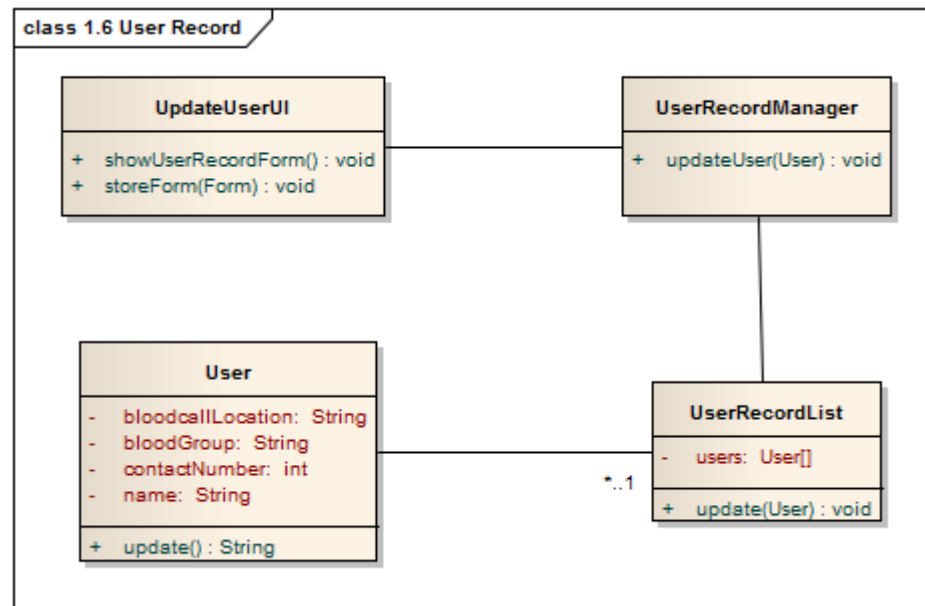 class 1.6 User Record
UpdateUserUI
+ showUserRecordForm() : void
+ storeForm(Form) : void
UserRecordManager
+ updateUser(User) : void
User
- bloodcallLocation: String
- bloodGroup: String
- contactNumber: int
- name: String
+ update() : String
*..1
UserRecordList
- users: User[]
+ update(User) : void